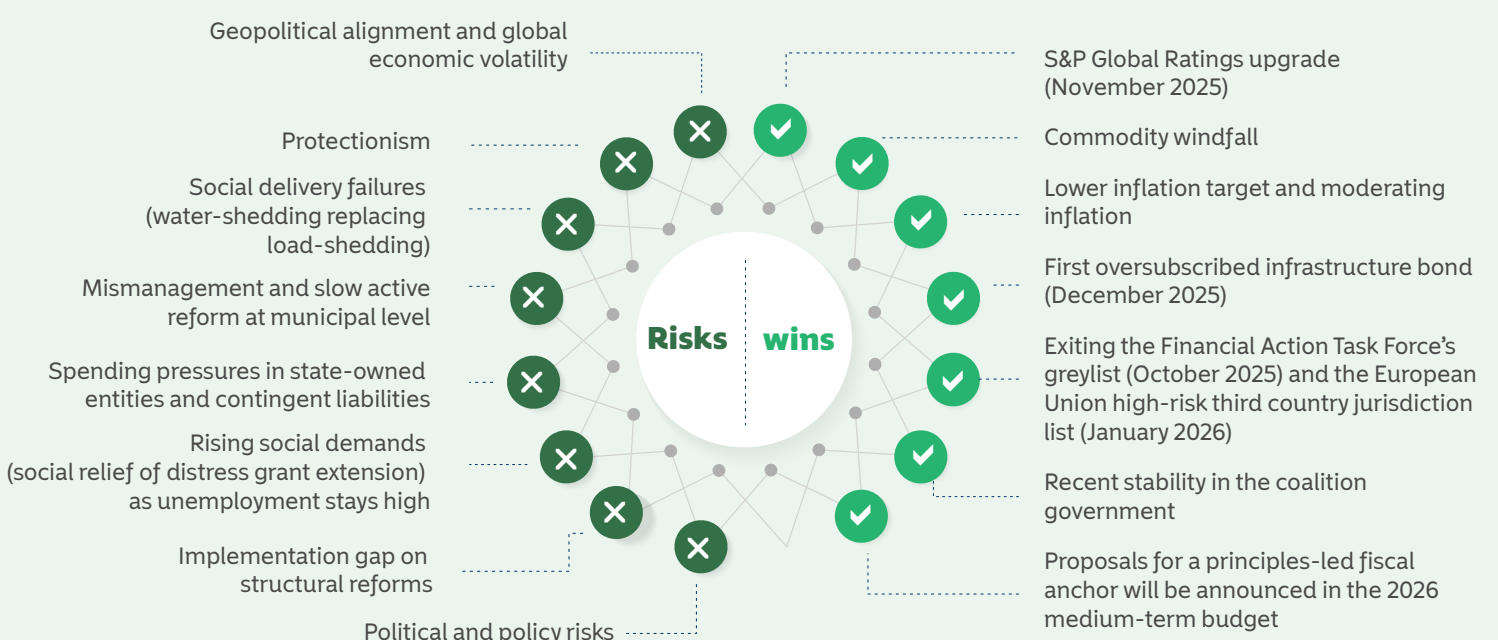 Geopolitical alignment and global
economic volatility
Protectionism
Social delivery failures
(water-shedding replacing
load-shedding)
Mismanagement and slow active
reform at municipal level
Spending pressures in state-owned
entities and contingent liabilities
Rising social demands
(social relief of distress grant extension)
as unemployment stays high
Implementation gap on
structural reforms
Political and policy risks
Risks
wins
S&P Global Ratings upgrade
(November 2025)
Commodity windfall
Lower inflation target and moderating
inflation
First oversubscribed infrastructure bond
(December 2025)
Exiting the Financial Action Task Force’s
greylist (October 2025) and the European
Union high-risk third country jurisdiction
list (January 2026)
Recent stability in the coalition
government
Proposals for a principles-led fiscal
anchor will be announced in the 2026
medium-term budget